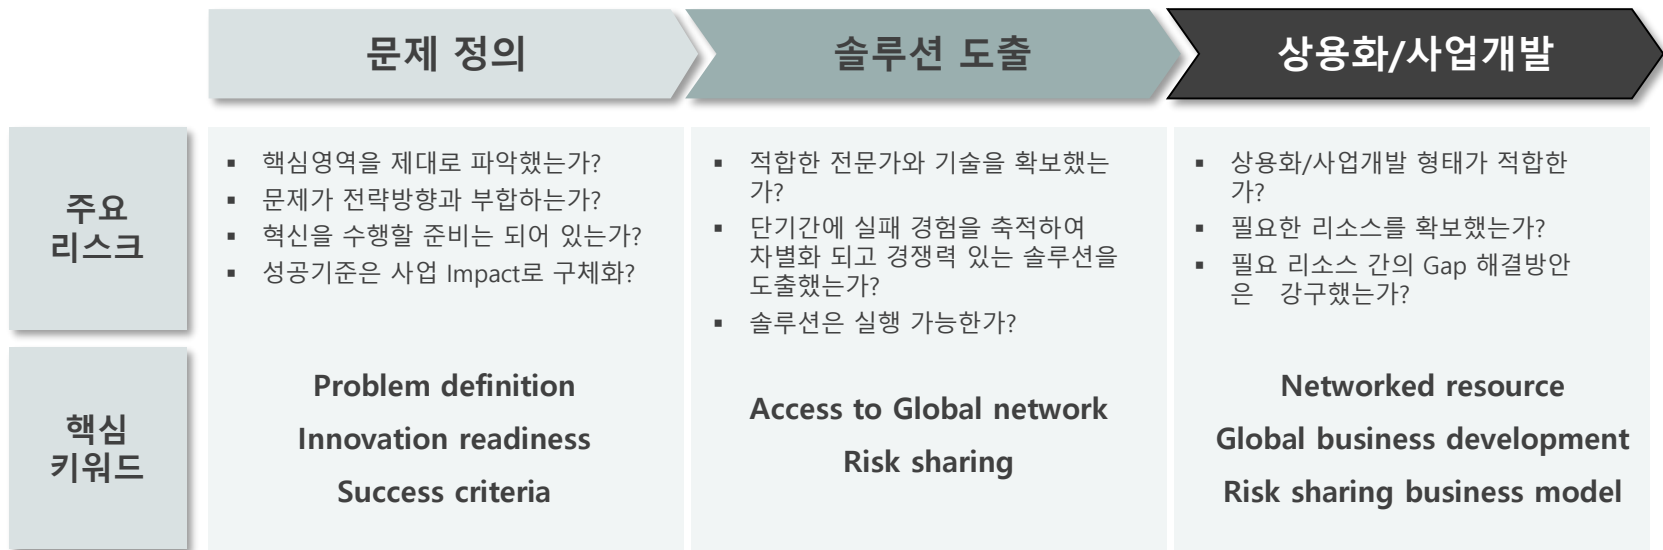 문제 정의
솔루션 도출
상용화/사업개발
주요
리스크
▪ 핵심영역을 제대로 파악했는가?
▪ 문제가 전략방향과 부합하는가?
▪ 혁신을 수행할 준비는 되어 있는가?
▪ 성공기준은 사업 Impact로 구체화?
▪ 적합한 전문가와 기술을 확보했는
가?
▪ 단기간에 실패 경험을 축적하여
차별화 되고 경쟁력 있는 솔루션을
도출했는가?
▪ 솔루션은 실행 가능한가?
▪ 상용화/사업개발 형태가 적합한
가?
▪ 필요한 리소스를 확보했는가?
▪ 필요 리소스 간의 Gap 해결방안
은 강구했는가?
핵심
키워드
Problem definition
Innovation readiness
Success criteria
Access to Global network
Risk sharing
Networked resource
Global business development
Risk sharing business model